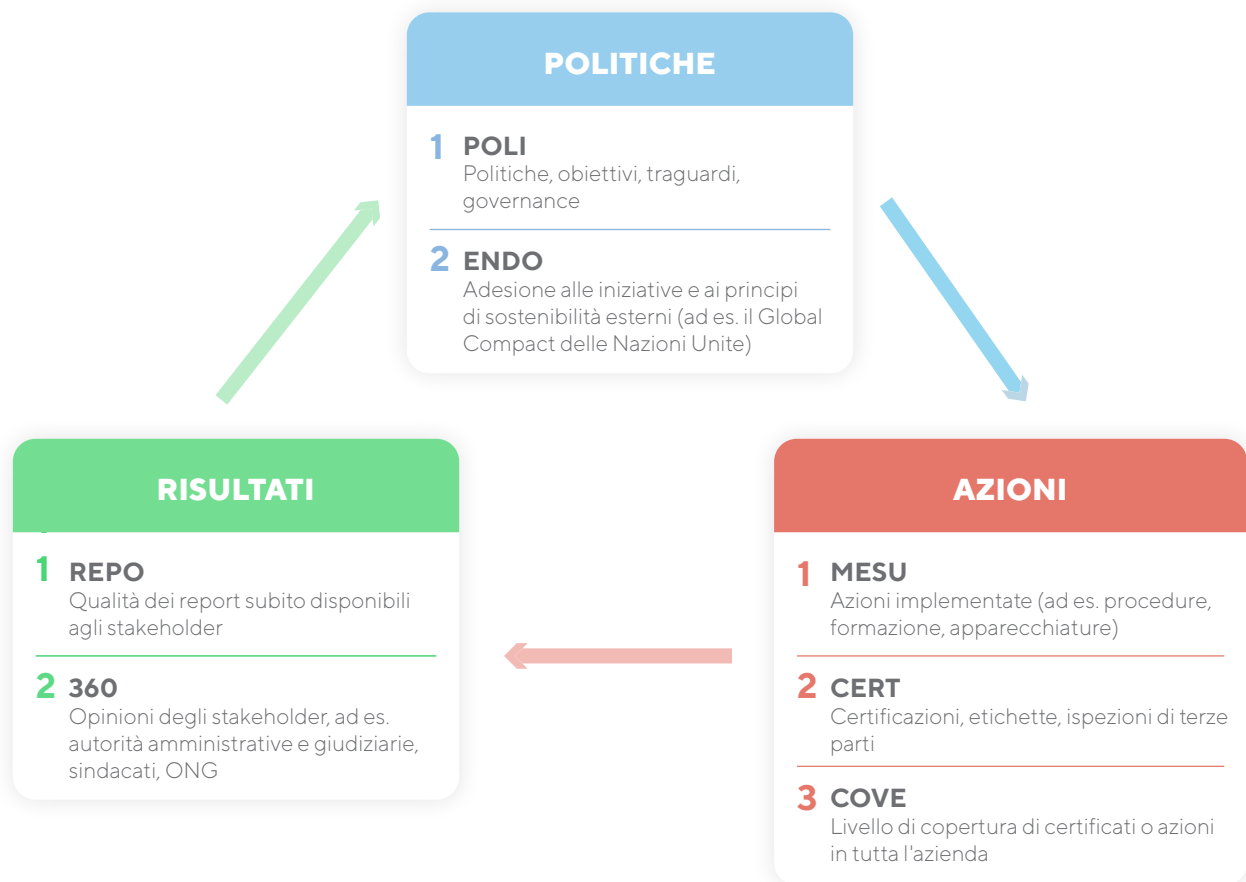 POLITICHE
1 POLI
Politiche, obiettivi, traguardi,
governance
2 ENDO
Adesione alle iniziative e ai principi
di sostenibilità esterni (ad es. il Global
Compact delle Nazioni Unite)
RISULTATI
1 REPO
Qualità dei report subito disponibili
agli stakeholder
2 360
Opinioni degli stakeholder, ad es.
autorità amministrative e giudiziarie,
sindacati, ONG
AZIONI
1 MESU
Azioni implementate (ad es. procedure,
formazione, apparecchiature)
2 CERT
Certificazioni, etichette, ispezioni di terze
parti
3 COVE
Livello di copertura di certificati o azioni
in tutta l'azienda